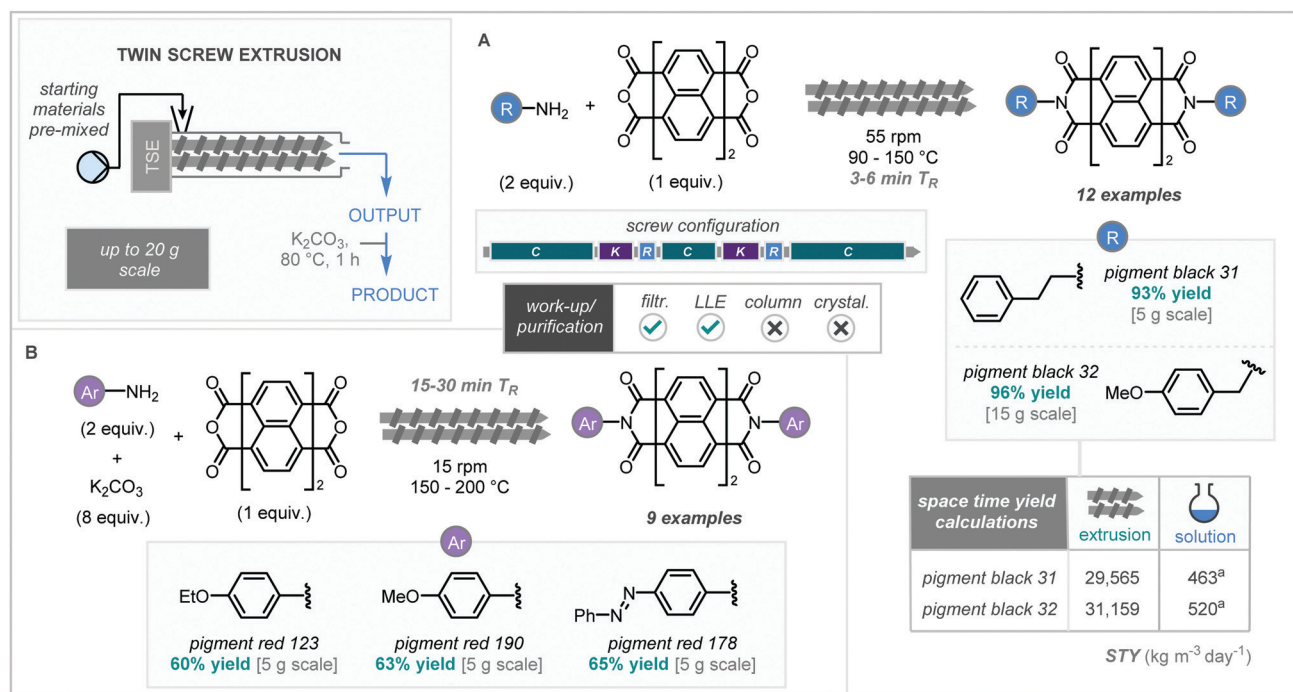 TWIN SCREW EXTRUSION
starting
materials
pre-mixed
TSE
OUTPUT
K2CO3,
80 °C, 1 h
PRODUCT
up to 20 g
scale
A
R
NH2
+
(2 equiv.)
O
O
O
O
O
O
2
(1 equiv.)
55 rpm
90 - 150 °C
3-6 min TR
R
N
O
O
O
O
N
R
2
12 examples
screw configuration
C K R C K R C
work-up/
purification
filtr. LLE column crystal.
R
pigment black 31
93% yield
[5 g scale]
pigment black 32
96% yield
[15 g scale]
MeO
space time yield
calculations
extrusion
solution
pigment black 31 29,565 463a
pigment black 32 31,159 520a
STY (kg m-3 day-1)
B
Ar
NH2
(2 equiv.)
+
K2CO3
(8 equiv.)
+
O
O
O
O
O
O
2
(1 equiv.)
15-30 min TR
15 rpm
150 - 200 °C
Ar
N
O
O
O
O
N
Ar
2
9 examples
Ar
EtO
pigment red 123
60% yield [5 g scale]
MeO
pigment red 190
63% yield [5 g scale]
Ph
N
N
pigment red 178
65% yield [5 g scale]